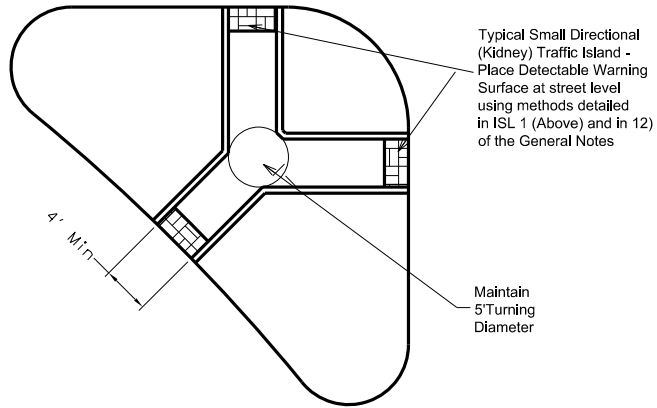 Typical Small Directional
(Kidney) Traffic Island -
Place Detectable Warning
Surface at street level
using methods detailed
in ISL 1 (Above) and in 12)
of the General Notes
4' Min
Maintain
5'Turning
Diameter